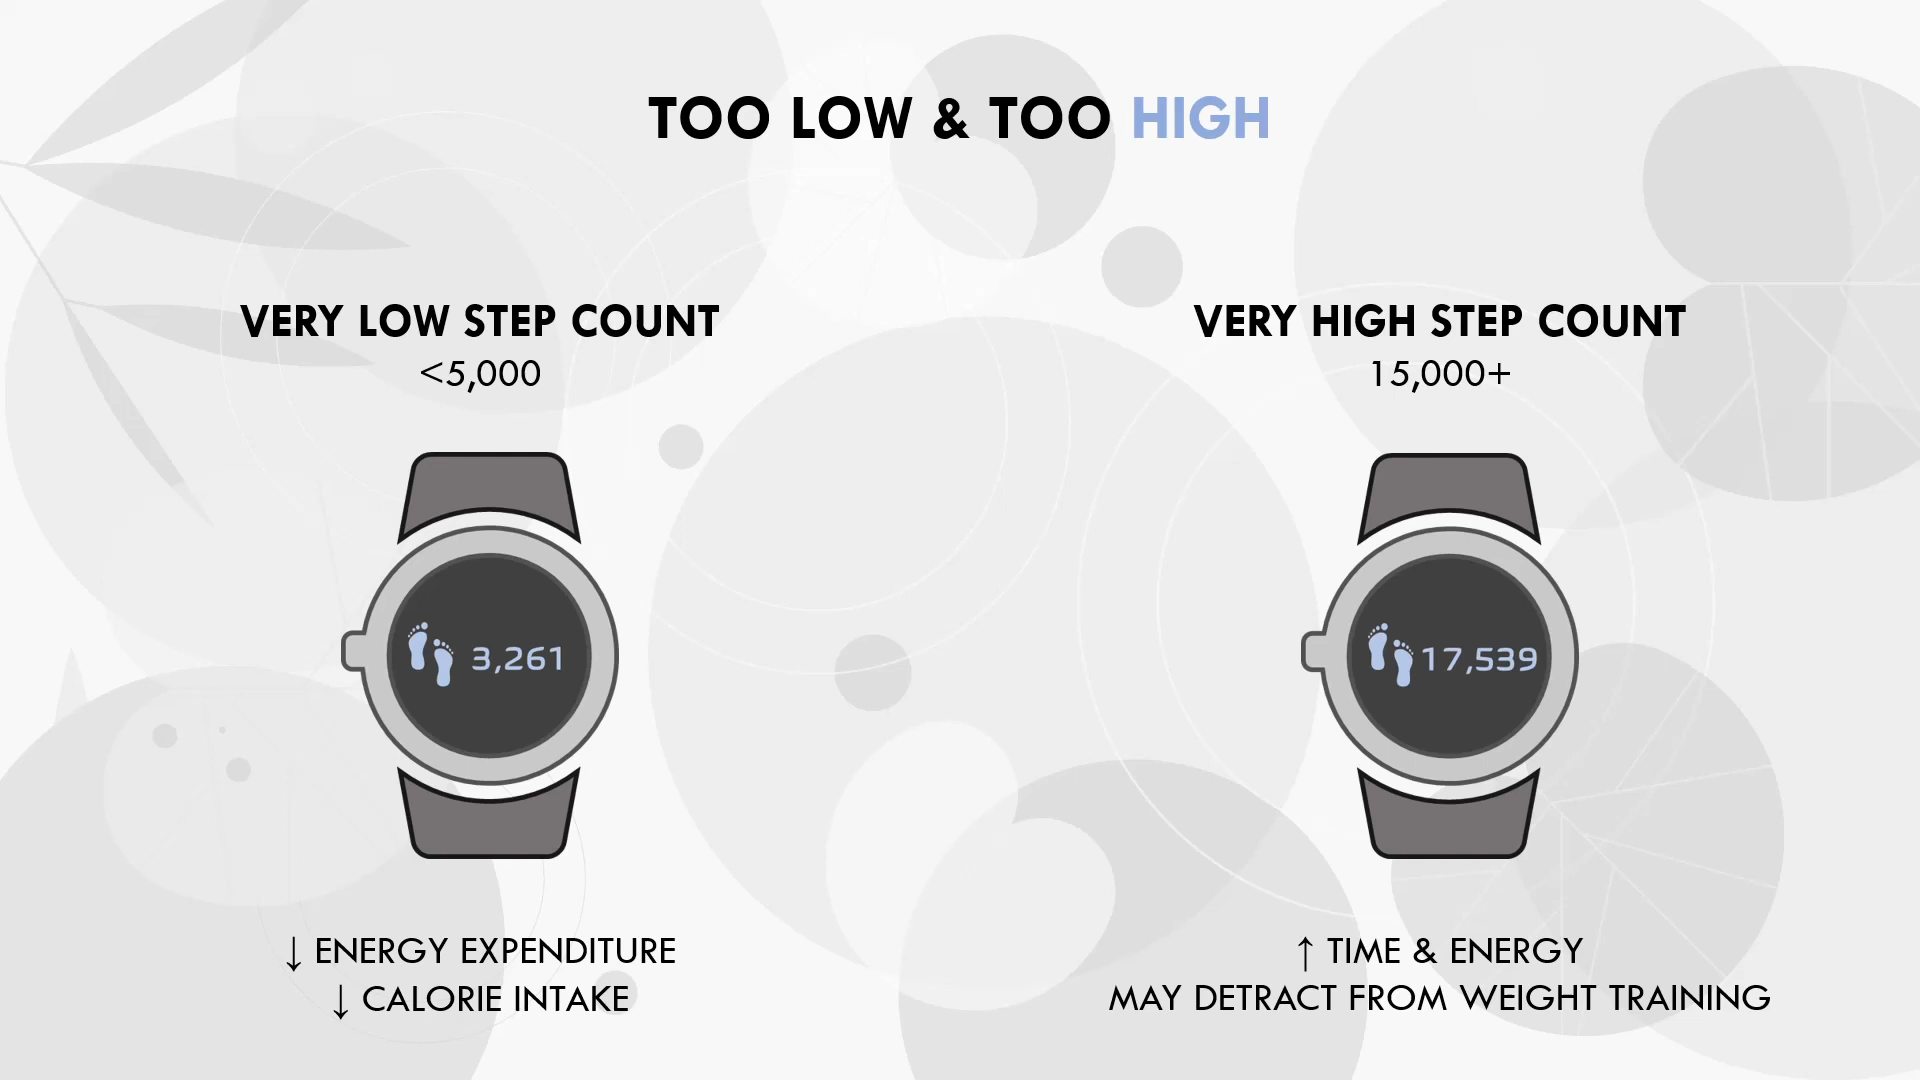 TOO LOW & TOO HIGH
VERY LOW STEP COUNT
<5,000
3,261
↓ ENERGY EXPENDITURE
↓ CALORIE INTAKE
VERY HIGH STEP COUNT
15,000+
17,539
↑ TIME & ENERGY
MAY DETRACT FROM WEIGHT TRAINING